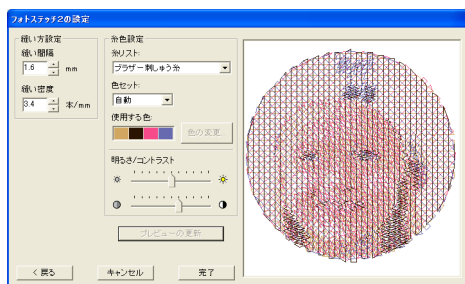 フォトステッチ2の設定
縫い方設定
縫い間隔
1.6 mm
縫い密度
3.4 本/mm
糸色設定
糸リスト:
ブラザー刺しゅう糸
色セット:
自動
使用する色:
色の変更...
明るさ/コントラスト
プレビューの更新
< 戻る
キャンセル
完了